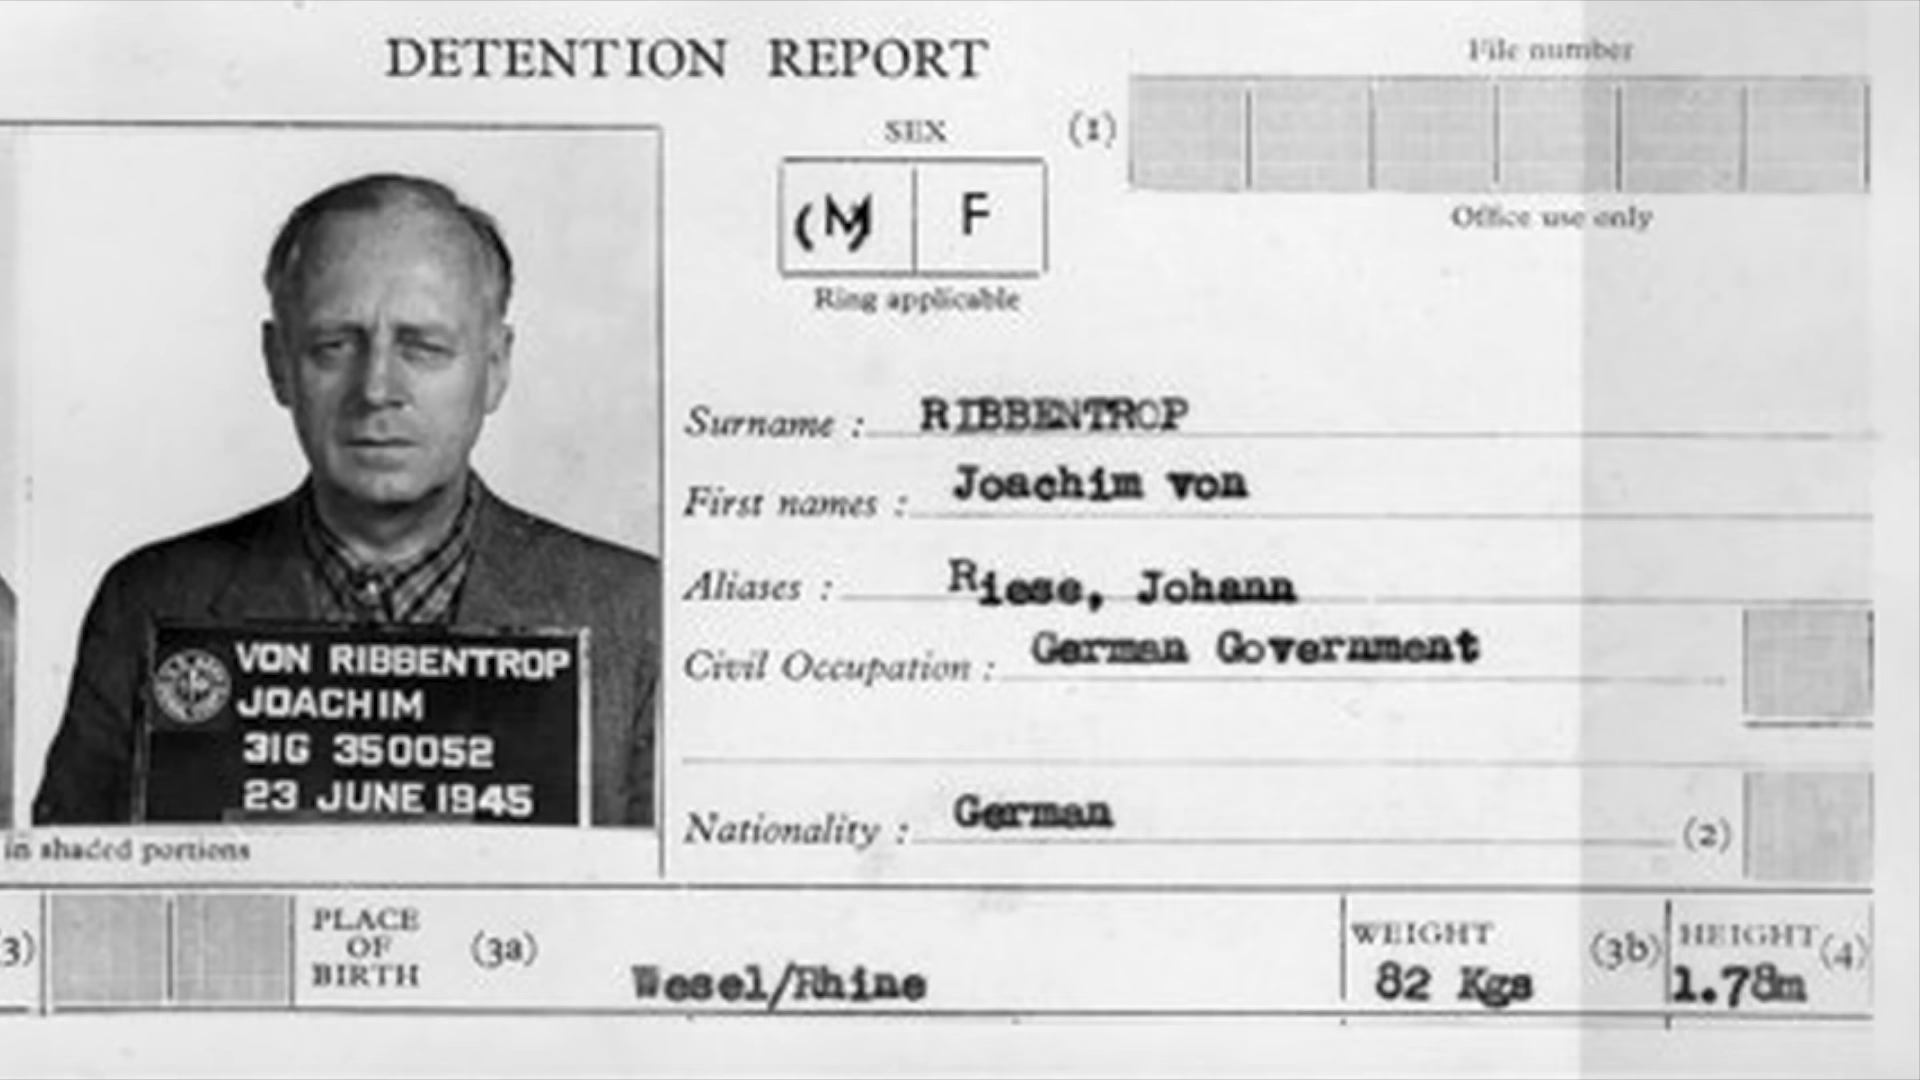 DETENTION REPORT
File number
(1)
SEX
(M) F
Ring applicable
Office use only
VON RIBBENTROP
JOACHIM
31G 350052
23 JUNE 1945
in shaded portions
Surname : RIBBENTROP
First names : Joachim von
Aliases : Riese, Johann
Civil Occupation : German Government
Nationality : German (2)
3)
PLACE
OF
BIRTH
(3a) Wesel/Rhine
WEIGHT (3b)
82 Kgs
HEIGHT (4)
1.78m